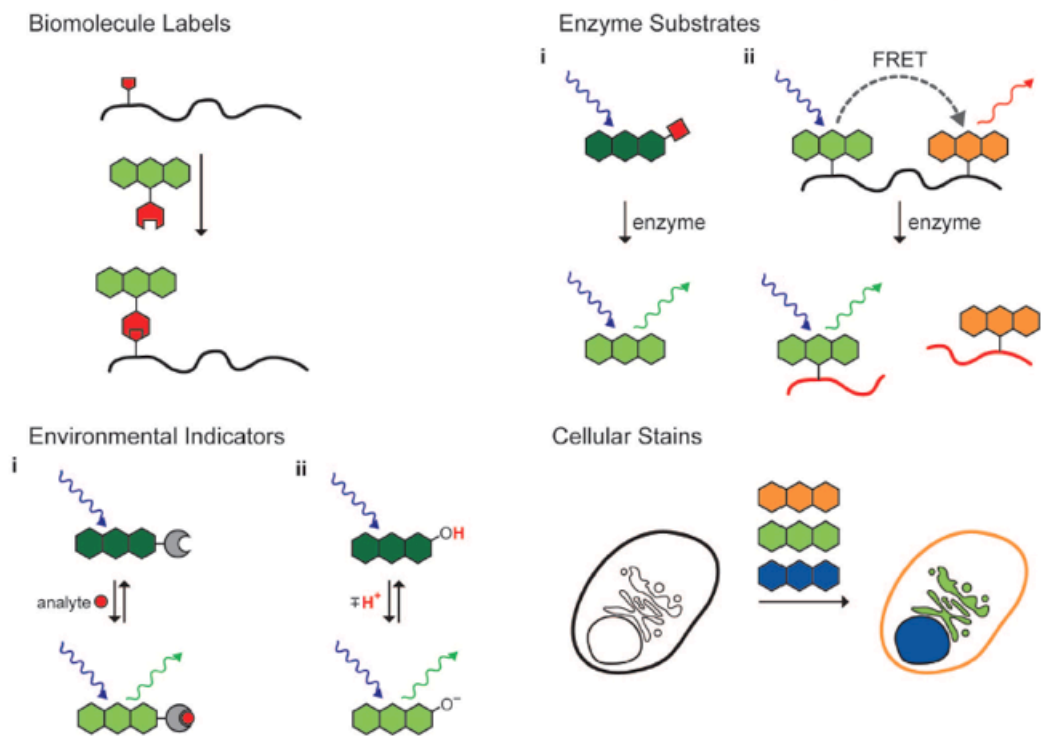 Biomolecule Labels
Enzyme Substrates
i
ii
FRET
enzyme
enzyme
Environmental Indicators
i
ii
OH
analyte
∓H⁺
O⁻
Cellular Stains